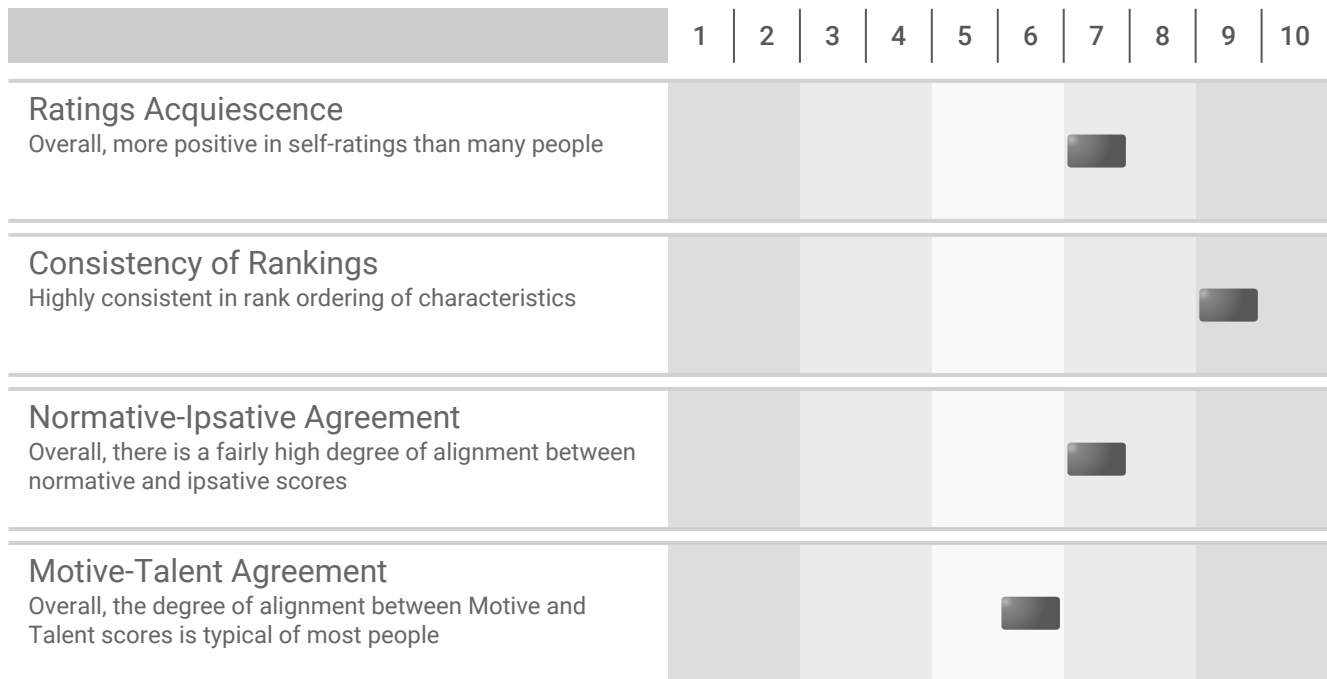 1 2 3 4 5 6 7 8 9 10
Ratings Acquiescence
Overall, more positive in self-ratings than many people
Consistency of Rankings
Highly consistent in rank ordering of characteristics
Normative-Ipsative Agreement
Overall, there is a fairly high degree of alignment between
normative and ipsative scores
Motive-Talent Agreement
Overall, the degree of alignment between Motive and
Talent scores is typical of most people